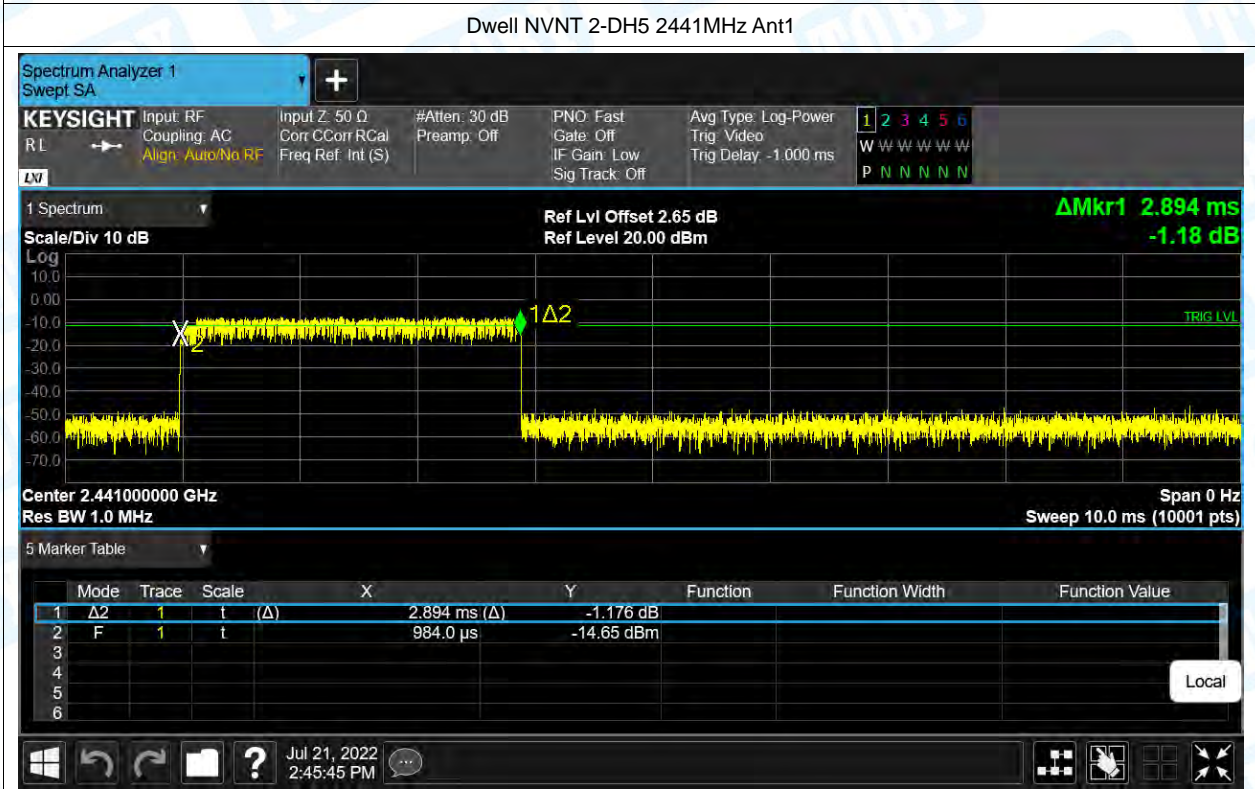 Dwell NVNT 2-DH5 2441MHz Ant1
Spectrum Analyzer 1
Swept SA
+
KEYSIGHT Input: RF Input Z: 50 Ω #Atten: 30 dB PNO: Fast Avg Type: Log-Power 1 2 3 4 5 6
RL Coupling: AC Corr CCorr RCal Preamp: Off Gate: Off Trig: Video W W W W W W
Align: Auto/No RF Freq Ref: Int (S) IF Gain: Low Trig Delay: -1.000 ms P N N N N N
LXI Sig Track: Off
1 Spectrum Ref Lvl Offset 2.65 dB ΔMkr1 2.894 ms
Scale/Div 10 dB Ref Level 20.00 dBm -1.18 dB
Log
10.0
0.00
-10.0 1Δ2 TRIG LVL
-20.0 X2
-30.0
-40.0
-50.0
-60.0
-70.0
Center 2.441000000 GHz Span 0 Hz
Res BW 1.0 MHz Sweep 10.0 ms (10001 pts)
5 Marker Table
Mode Trace Scale X Y Function Function Width Function Value
1 Δ2 1 t (Δ) 2.894 ms (Δ) -1.176 dB
2 F 1 t 984.0 µs -14.65 dBm
3
4
5
6
Local
? Jul 21, 2022
2:45:45 PM